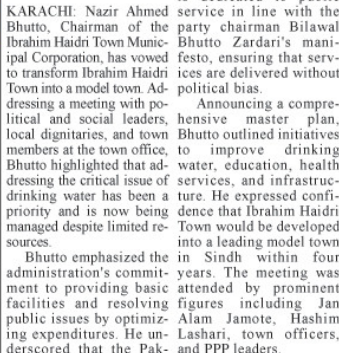 KARACHI: Nazir Ahmed
Bhutto, Chairman of the
Ibrahim Haidri Town Munic-
ipal Corporation, has vowed
to transform Ibrahim Haidri
Town into a model town. Ad-
dressing a meeting with po-
litical and social leaders,
local dignitaries, and town
members at the town office,
Bhutto highlighted that ad-
dressing the critical issue of
drinking water has been a
priority and is now being
managed despite limited re-
sources.
Bhutto emphasized the
administration's commit-
ment to providing basic
facilities and resolving
public issues by optimiz-
ing expenditures. He un-
derscored that the Pak-
service in line with the
party chairman Bilawal
Bhutto Zardari's mani-
festo, ensuring that serv-
ices are delivered without
political bias.
Announcing a compre-
hensive master plan,
Bhutto outlined initiatives
to improve drinking
water, education, health
services, and infrastruc-
ture. He expressed confi-
dence that Ibrahim Haidri
Town would be developed
into a leading model town
in Sindh within four
years. The meeting was
attended by prominent
figures including Jan
Alam Jamote, Hashim
Lashari, town officers,
and PPP leaders.